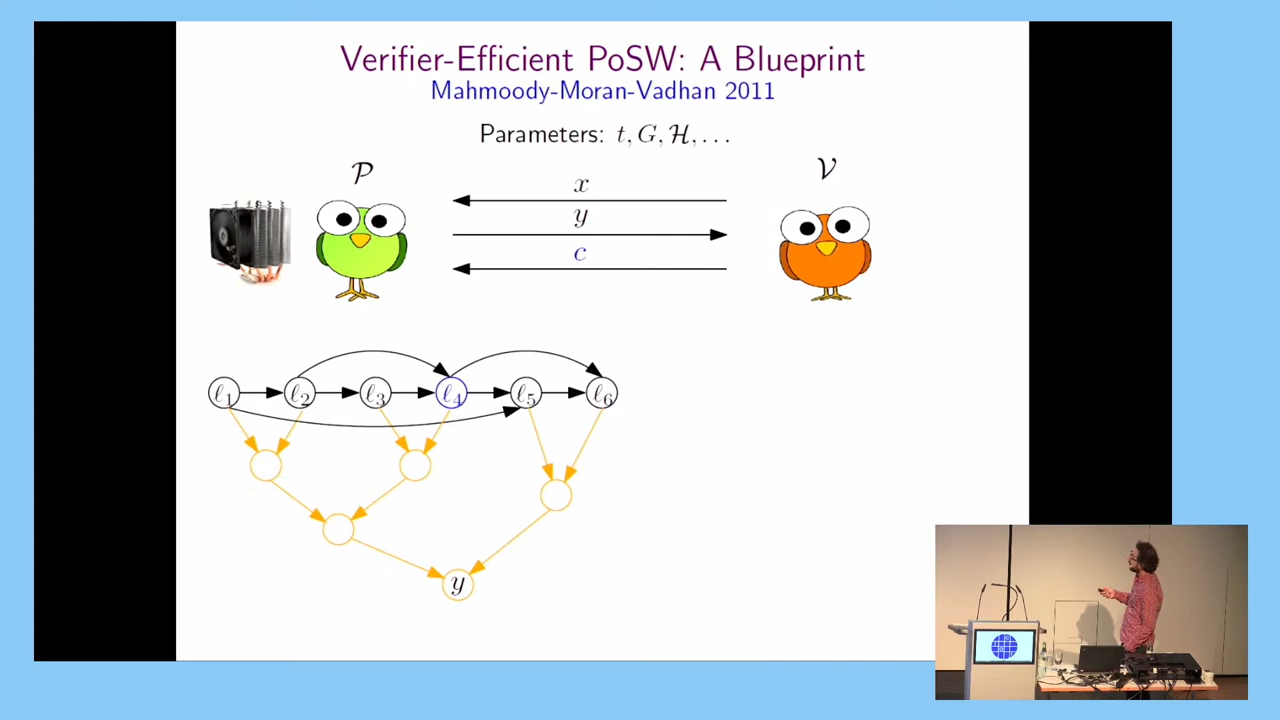 Verifier-Efficient PoSW: A Blueprint
Mahmoody-Moran-Vadhan 2011
Parameters: t, G, ℋ, . . .
𝒫
𝒱
x
y
c
ℓ₁ ℓ₂ ℓ₃ ℓ₄ ℓ₅ ℓ₆
y